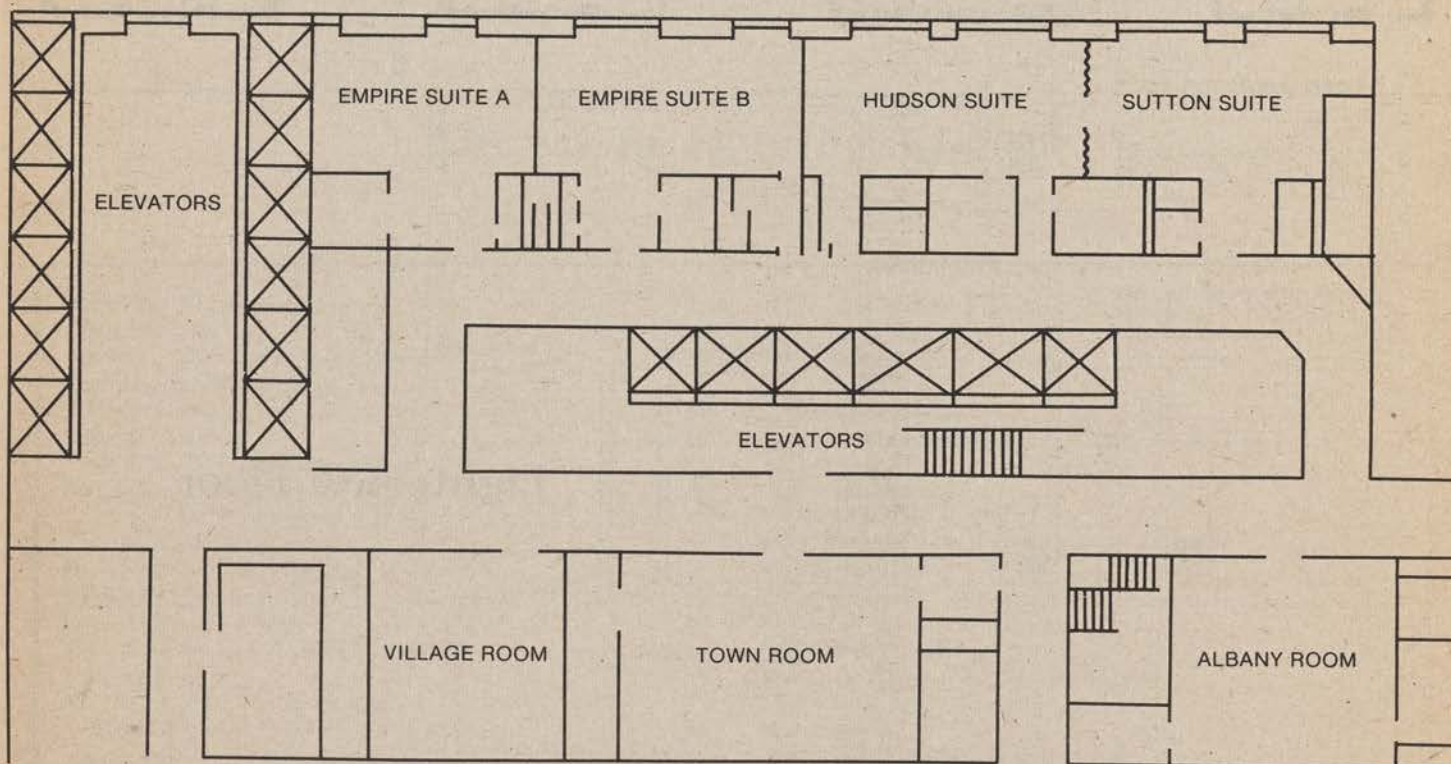 EMPIRE SUITE A
EMPIRE SUITE B
HUDSON SUITE
SUTTON SUITE
ELEVATORS
ELEVATORS
VILLAGE ROOM
TOWN ROOM
ALBANY ROOM